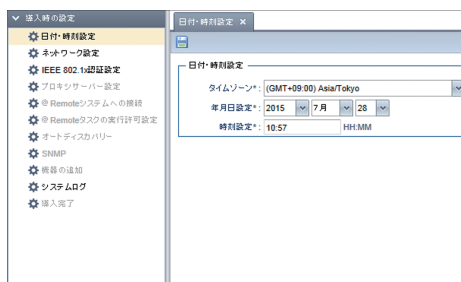 導入時の設定
日付・時刻設定
ネットワーク設定
IEEE 802.1x認証設定
プロキシサーバー設定
@Remoteシステムへの接続
@Remoteタスクの実行許可設定
オートディスカバリー
SNMP
機器の追加
システムログ
導入完了
日付・時刻設定 ×
日付・時刻設定
タイムゾーン*: (GMT+09:00) Asia/Tokyo
年月日設定*: 2015 7月 28
時刻設定*: 10:57 HH:MM